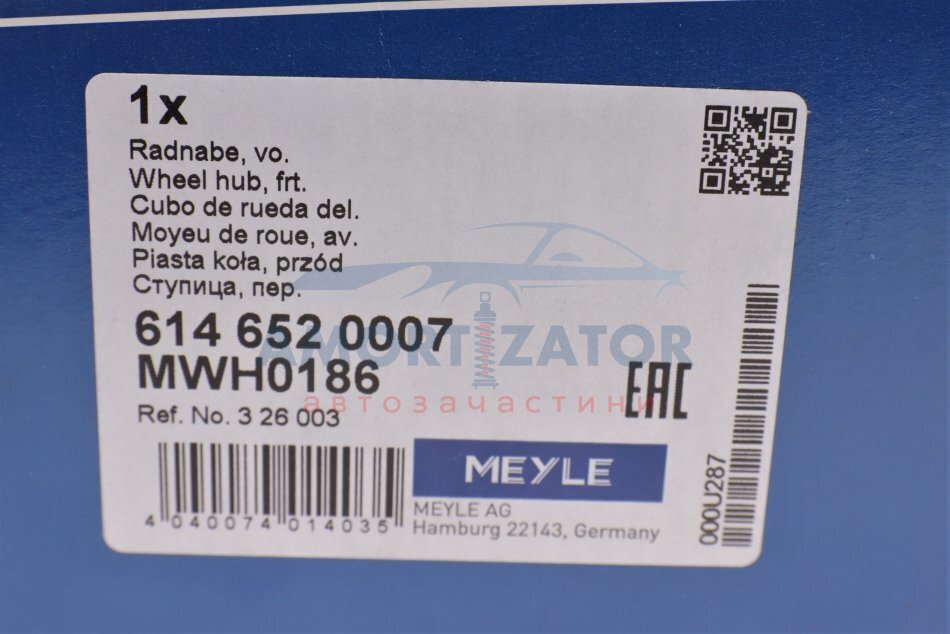 1x
Radnabe, vo.
Wheel hub, frt.
Cubo de rueda del.
Moyeu de roue, av.
Piasta koła, przód
Ступица, пер.
614 652 0007
AMORTIZATOR
MWH0186
EAC
автозачастини
Ref. No. 3 26 003
MEYLE
4 040074 014035
MEYLE AG
Hamburg 22143, Germany
000U287